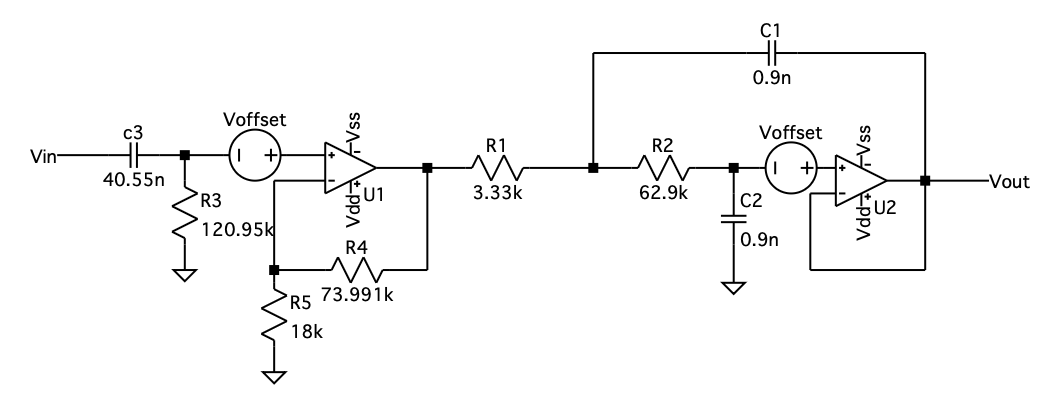 C1
0.9n
Vin
c3
40.55n
R3
120.95k
Voffset
- +
Vss
+ -
- +
Vdd
U1
R4
73.991k
R5
18k
R1
3.33k
R2
62.9k
C2
0.9n
Voffset
- +
Vss
+ -
- +
Vdd
U2
Vout